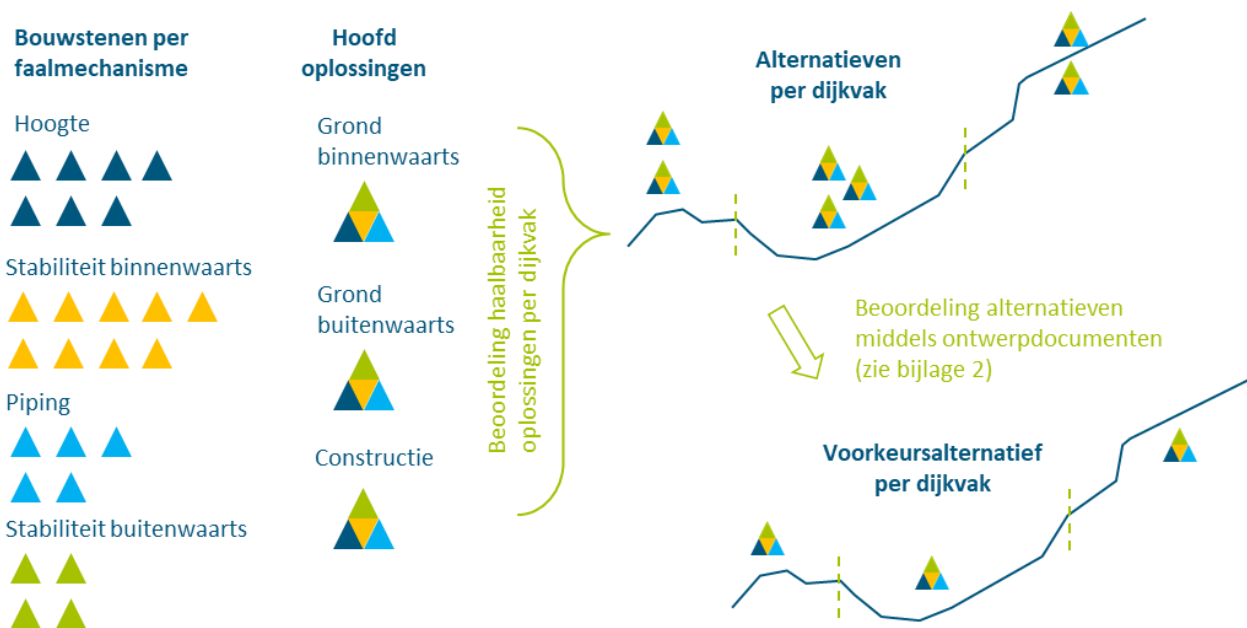 Bouwstenen per
faalmechanisme
Hoogte
Stabiliteit binnenwaarts
Piping
Stabiliteit buitenwaarts
Hoofd
oplossingen
Grond
binnenwaarts
Grond
buitenwaarts
Constructie
Beoordeling haalbaarheid
oplossingen per dijkvak
Alternatieven
per dijkvak
Beoordeling alternatieven
middels ontwerpdocumenten
(zie bijlage 2)
Voorkeursalternatief
per dijkvak